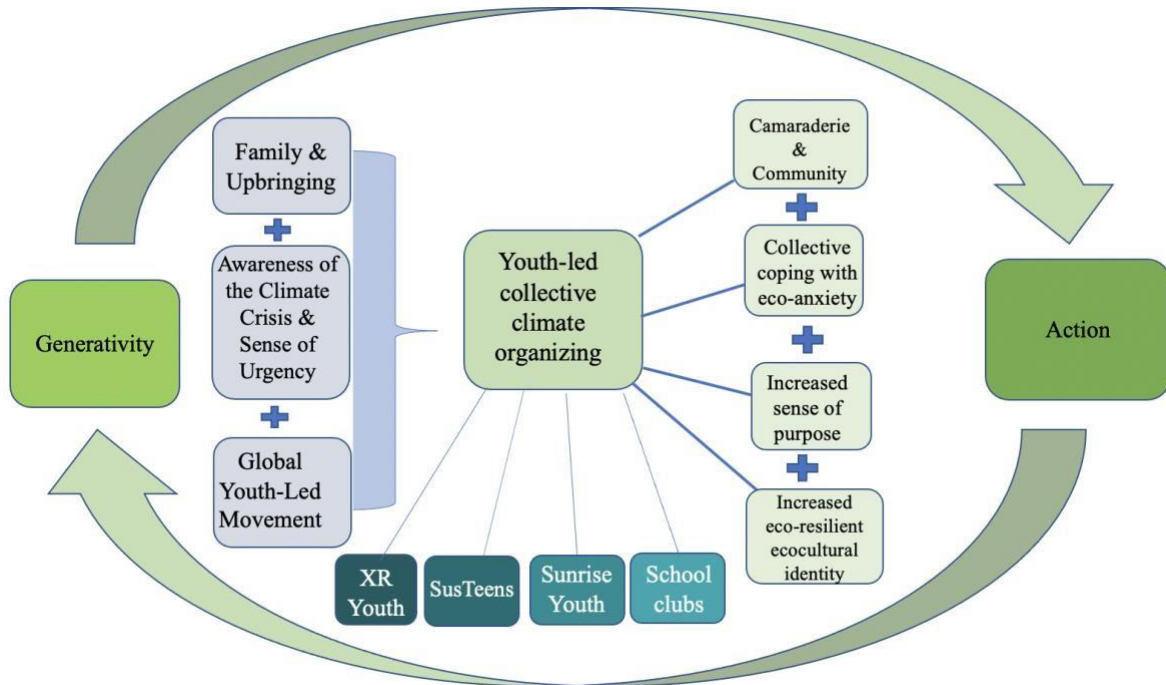 Generativity
Family &
Upbringing
Awareness of
the Climate
Crisis &
Sense of
Urgency
Global
Youth-Led
Movement
Youth-led
collective
climate
organizing
XR
Youth
SusTeens
Sunrise
Youth
School
clubs
Camaraderie
&
Community
Collective
coping with
eco-anxiety
Increased
sense of
purpose
Increased
eco-resilient
ecocultural
identity
Action